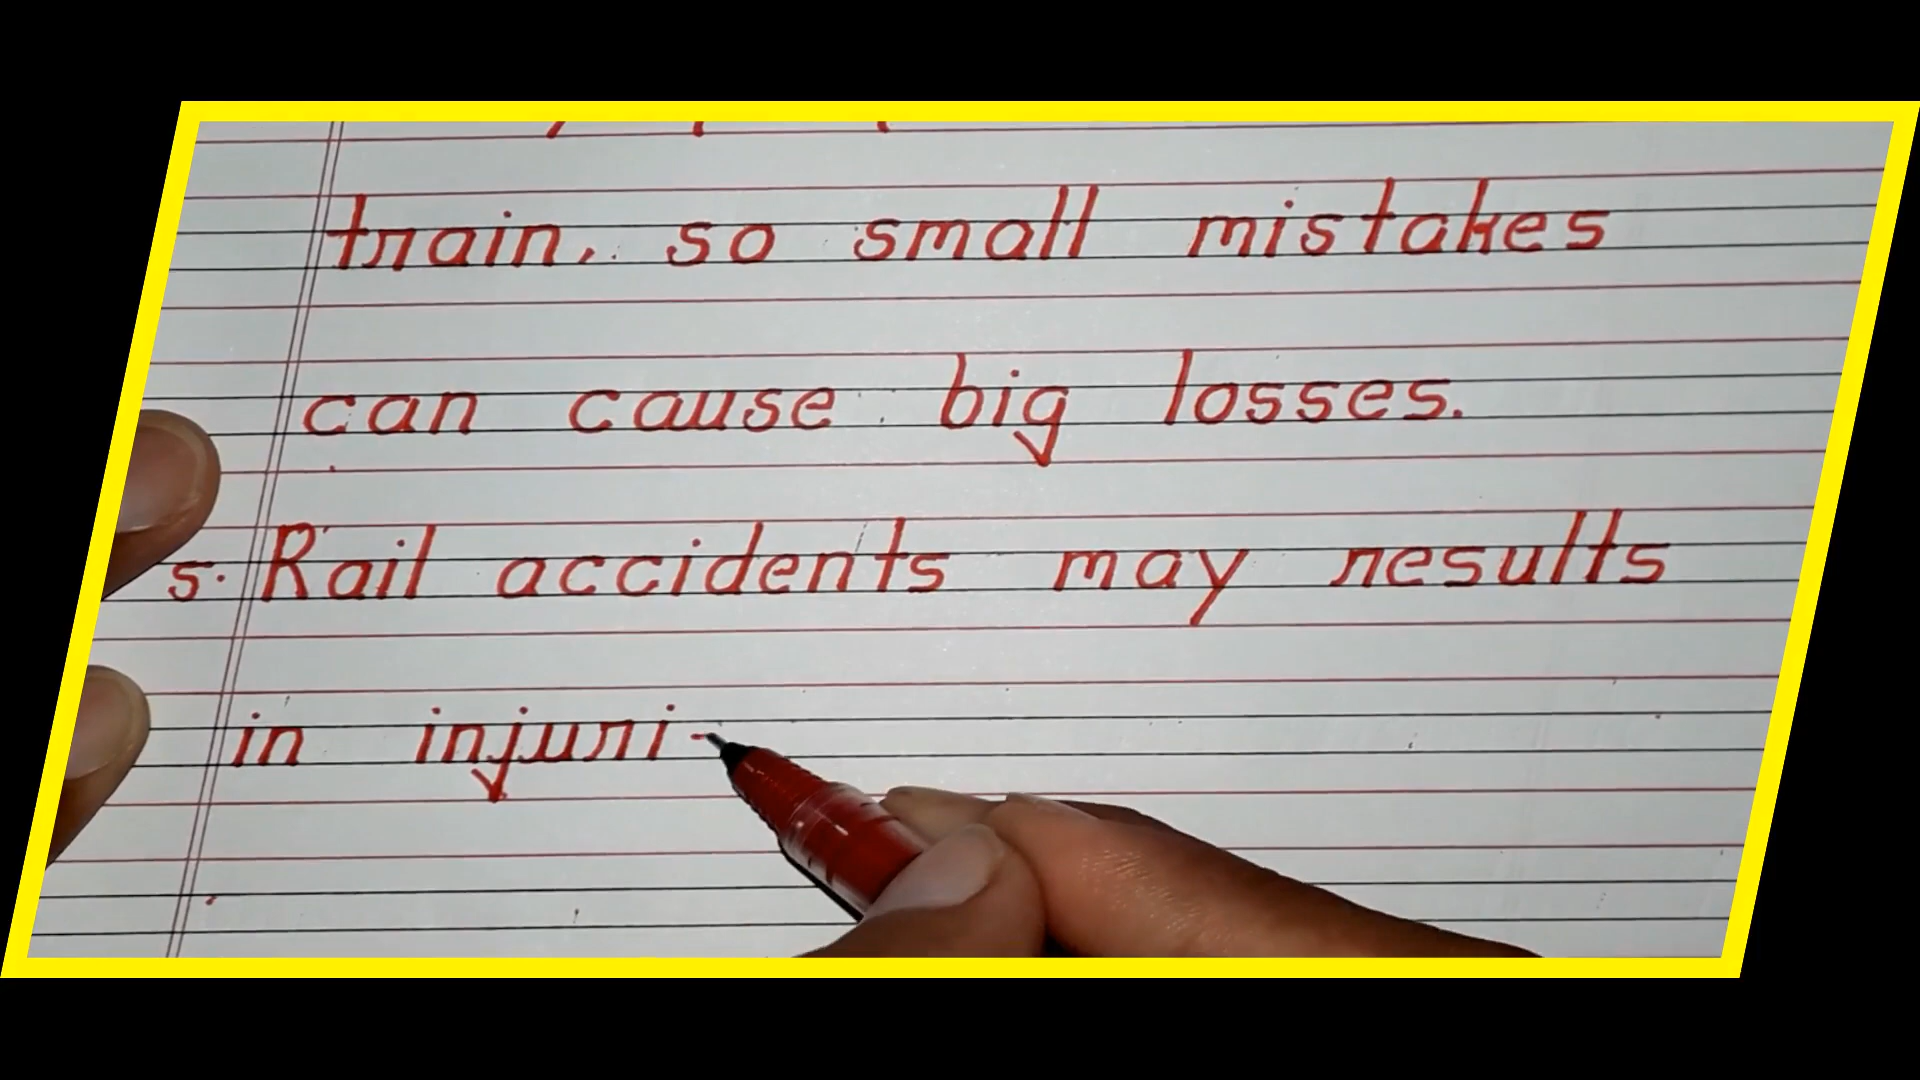 train, so small mistakes
can cause big losses.
5. Rail accidents may results
in injuri